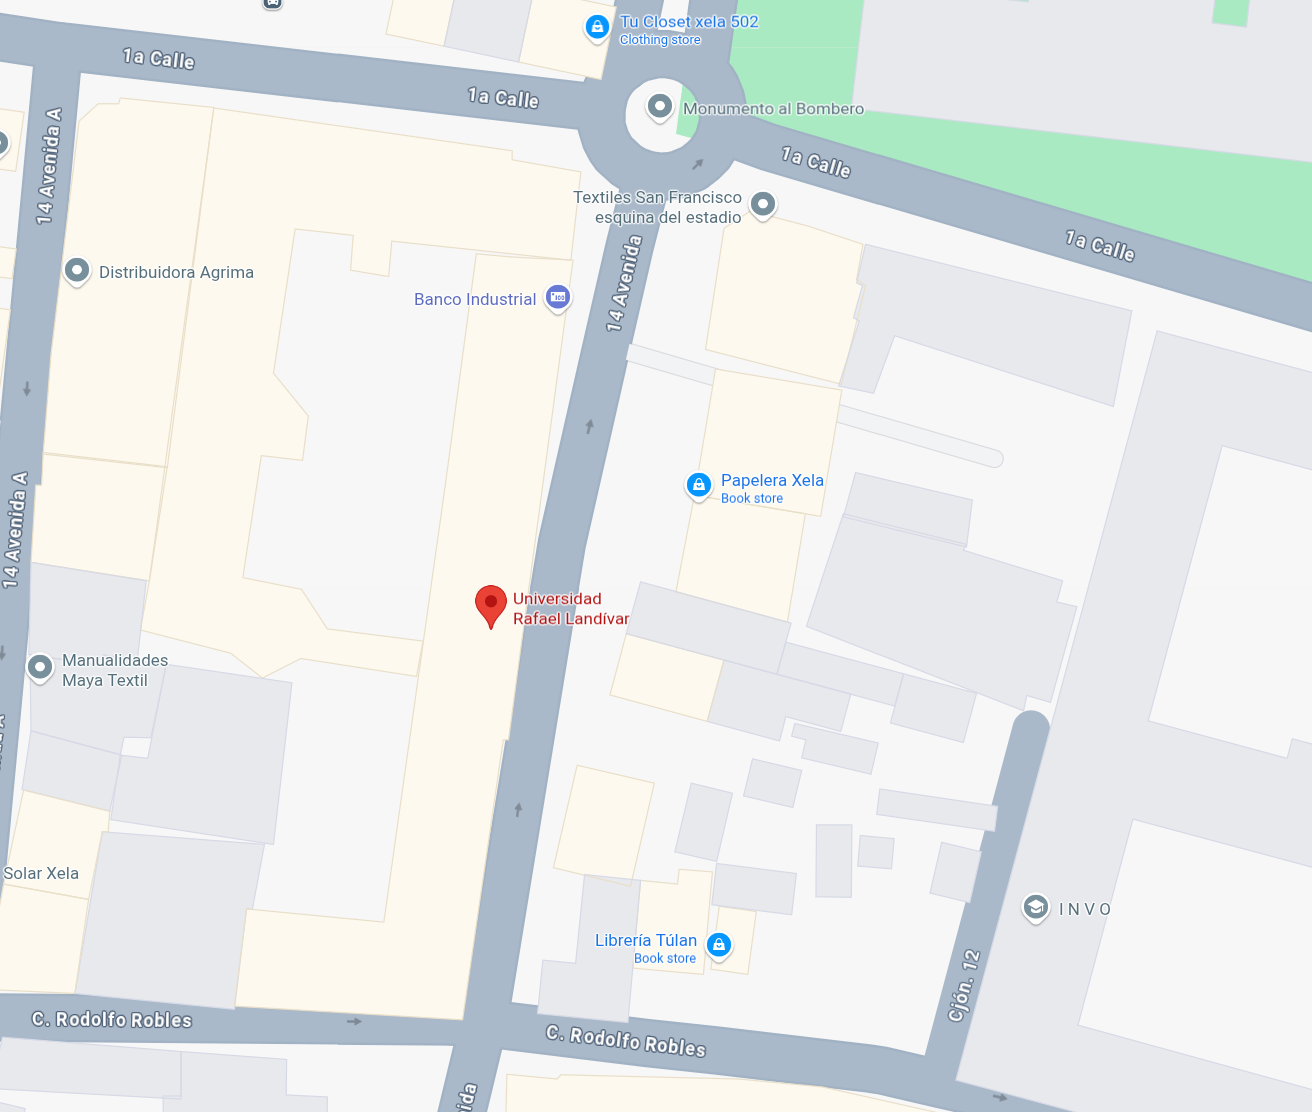 Tu Closet xela 502
Clothing store
1a Calle
1a Calle
Monumento al Bombero
14 Avenida A
1a Calle
Textiles San Francisco
esquina del estadio
1a Calle
Distribuidora Agrima
Banco Industrial
14 Avenida
Papelera Xela
Book store
14 Avenida A
Universidad
Rafael Landívar
Manualidades
Maya Textil
Solar Xela
I N V O
Librería Túlan
Book store
Cjón. 12
C. Rodolfo Robles
C. Rodolfo Robles